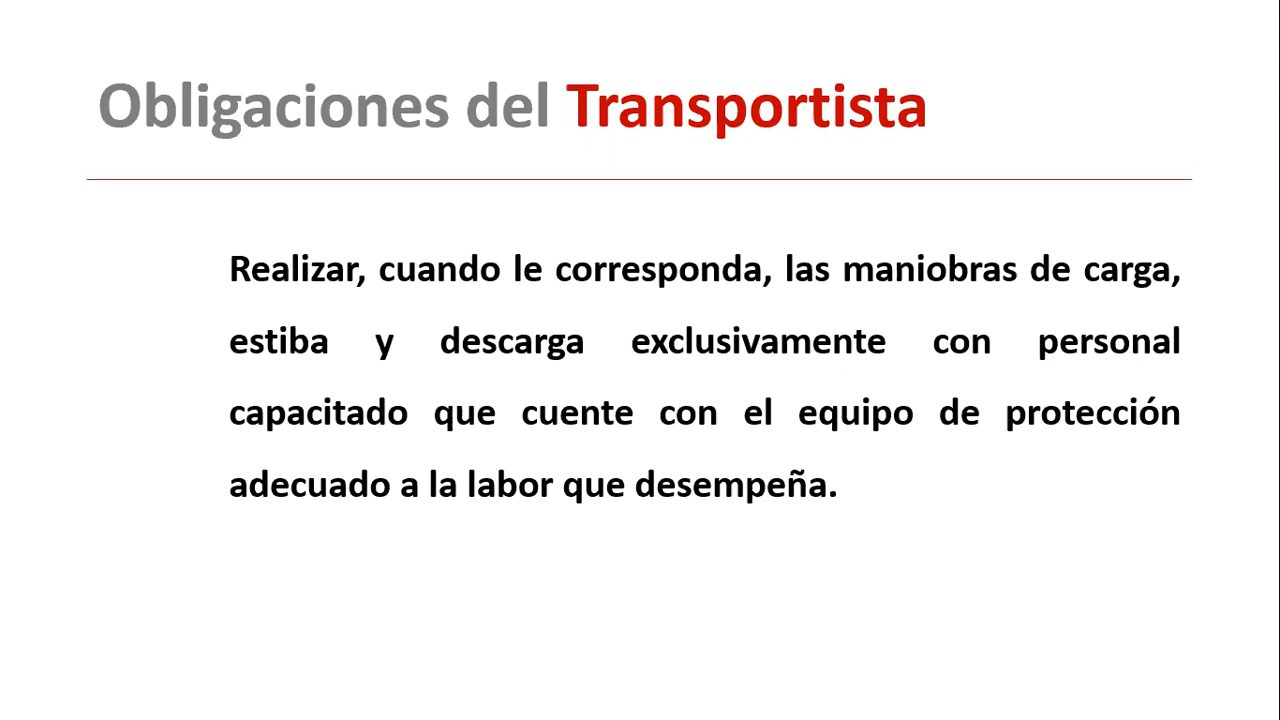 Obligaciones del Transportista
Realizar, cuando le corresponda, las maniobras de carga,
estiba y descarga exclusivamente con personal
capacitado que cuente con el equipo de protección
adecuado a la labor que desempeña.